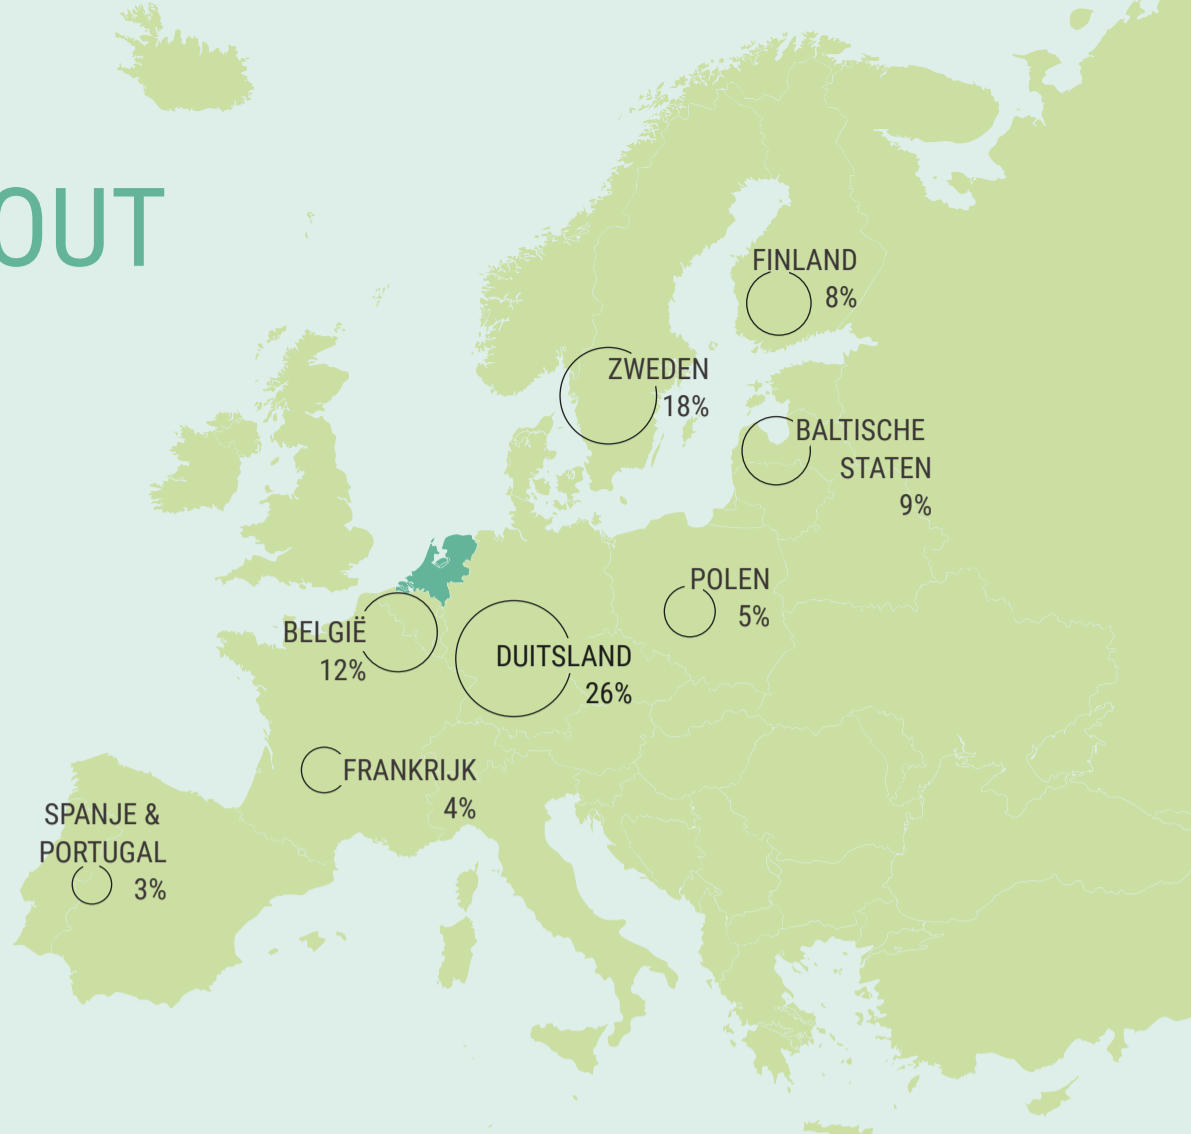 OUT
FINLAND
8%
ZWEDEN
18%
BALTISCHE
STATEN
9%
POLEN
5%
BELGIË
12%
DUITSLAND
26%
FRANKRIJK
4%
SPANJE &
PORTUGAL
3%